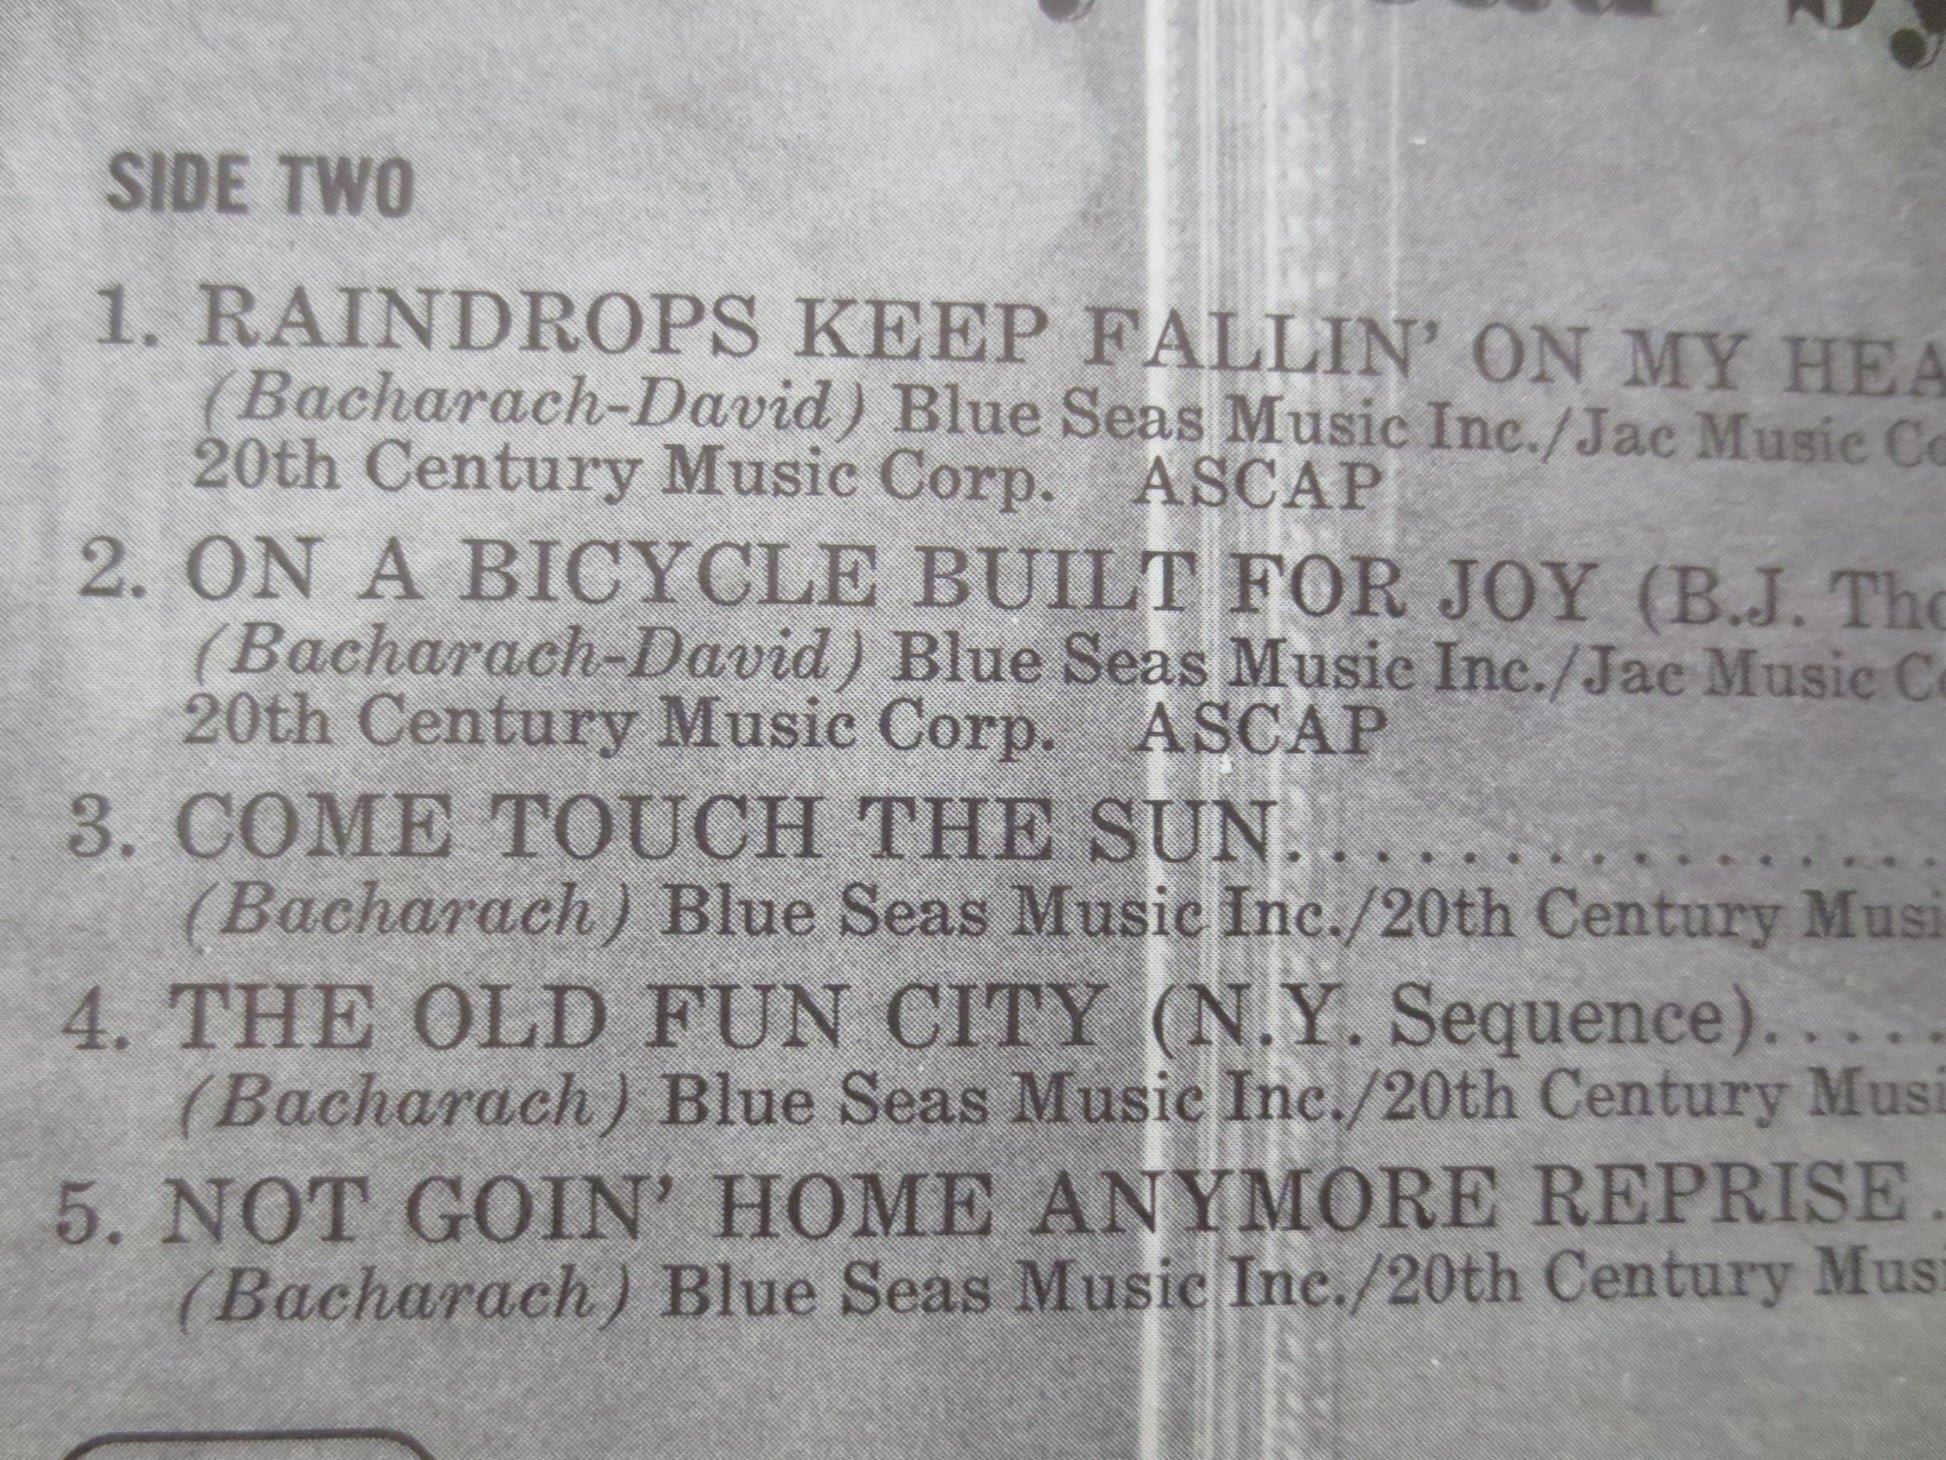 SIDE TWO
1. RAINDROPS KEEP FALLIN' ON MY HEA
(Bacharach-David) Blue Seas Music Inc./Jac Music Co
20th Century Music Corp. ASCAP
2. ON A BICYCLE BUILT FOR JOY (B.J. Tho
(Bacharach-David) Blue Seas Music Inc./Jac Music Co
20th Century Music Corp. ASCAP
3. COME TOUCH THE SUN..................
(Bacharach) Blue Seas Music Inc./20th Century Musi
4. THE OLD FUN CITY (N.Y. Sequence).....
(Bacharach) Blue Seas Music Inc./20th Century Musi
5. NOT GOIN' HOME ANYMORE REPRISE .
(Bacharach) Blue Seas Music Inc./20th Century Musi